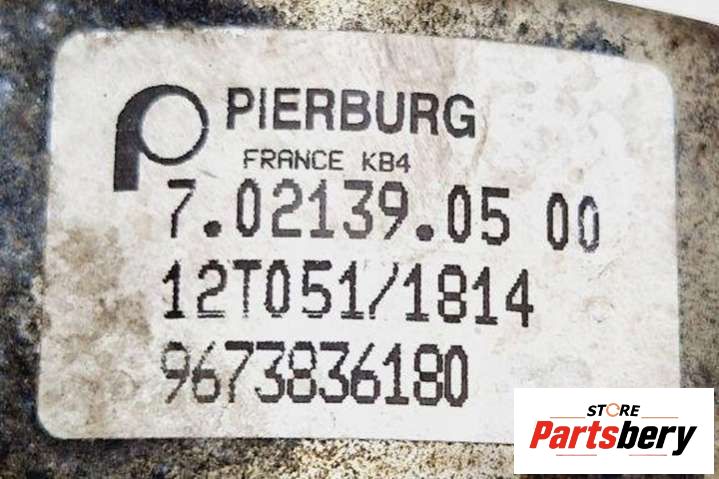 PIERBURG
FRANCE KB4
7.02139.05 00
12T051/1814
9673836180
STORE
Partsbery